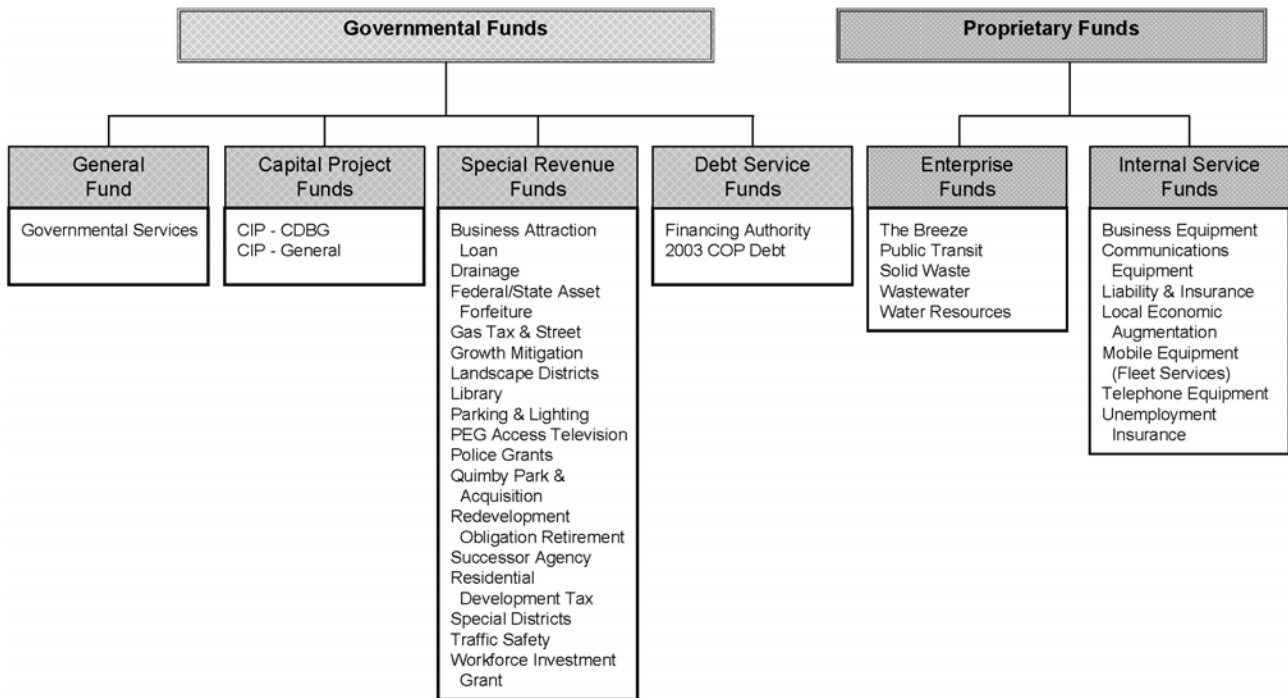 Governmental Funds
Proprietary Funds
General
Fund
Governmental Services
Capital Project
Funds
CIP - CDBG
CIP - General
Special Revenue
Funds
Business Attraction
Loan
Drainage
Federal/State Asset
Forfeiture
Gas Tax & Street
Growth Mitigation
Landscape Districts
Library
Parking & Lighting
PEG Access Television
Police Grants
Quimby Park &
Acquisition
Redevelopment
Obligation Retirement
Successor Agency
Residential
Development Tax
Special Districts
Traffic Safety
Workforce Investment
Grant
Debt Service
Funds
Financing Authority
2003 COP Debt
Enterprise
Funds
The Breeze
Public Transit
Solid Waste
Wastewater
Water Resources
Internal Service
Funds
Business Equipment
Communications
Equipment
Liability & Insurance
Local Economic
Augmentation
Mobile Equipment
(Fleet Services)
Telephone Equipment
Unemployment
Insurance